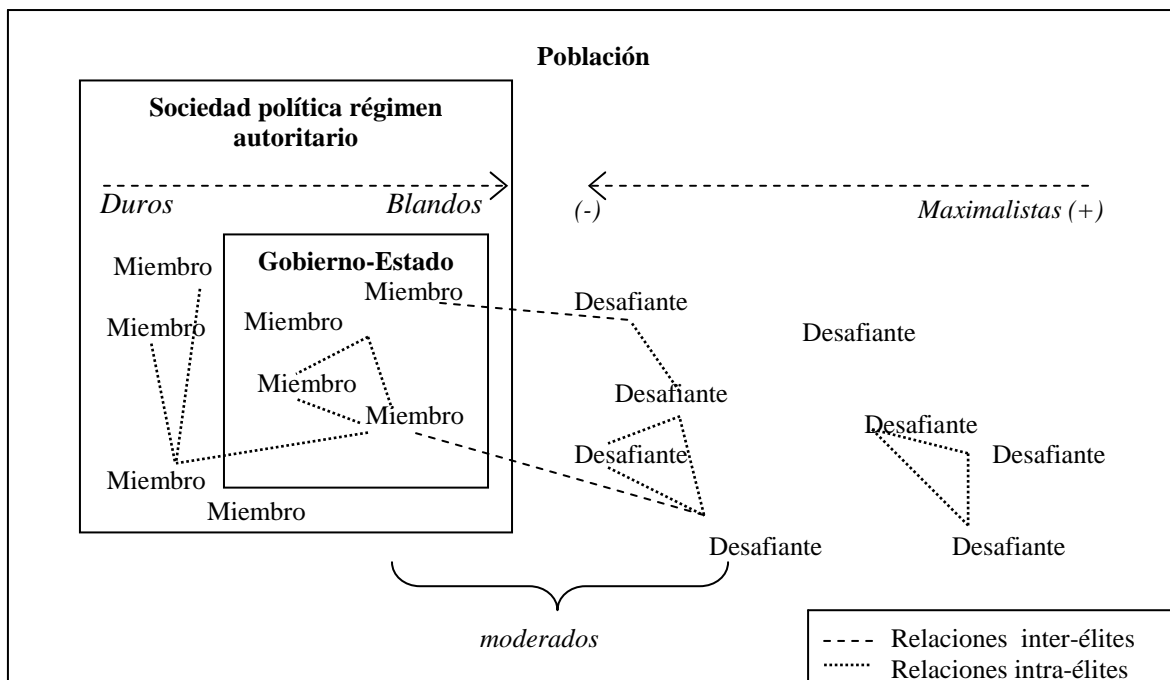 Población
Sociedad política régimen
autoritario
Duros
Blandos
(-)
Maximalistas (+)
Miembro
Gobierno-Estado
Miembro
Desafiante
Miembro
Miembro
Desafiante
Miembro
Desafiante
Miembro
Desafiante
Desafiante
Desafiante
Miembro
Miembro
Desafiante
Desafiante
moderados
Relaciones inter-élites
Relaciones intra-élites